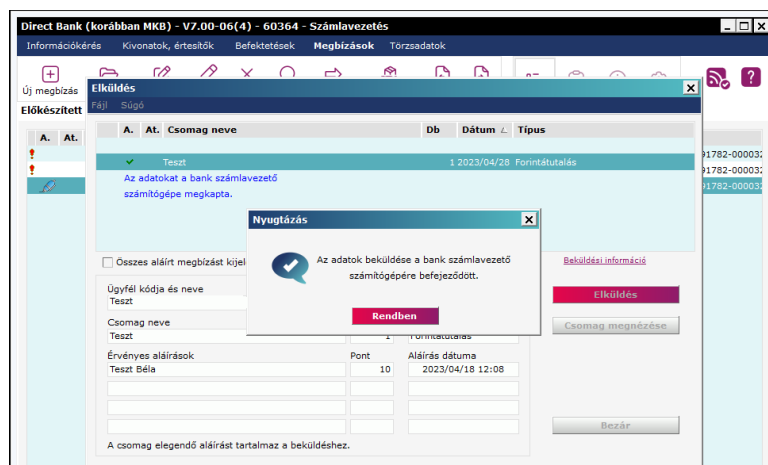 Direct Bank (korábban MKB) - V7.00-06(4) - 60364 - Számlavezetés
Információkérés Kivonatok, értesítők Befektetések Megbízások Törzsadatok
Új megbízás
Előkészített
Elküldés
Fájl Súgó
A. At.
A. At. Csomag neve Db Dátum Típus
Teszt 1 2023/04/28 Forintátutalás
Az adatokat a bank számlavezető
számítógépe megkapta.
91782-00003
91782-00003
91782-00003
Nyugtázás
Az adatok beküldése a bank számlavezető
számítógépére befejeződött.
Rendben
Összes aláírt megbízást kijel
Beküldési információ
Ügyfél kódja és neve
Teszt
Elküldés
Csomag neve
Teszt 1 Forintátutalás
Csomag megnézése
Érvényes aláírások Pont Aláírás dátuma
Teszt Béla 10 2023/04/18 12:08
Bezár
A csomag elegendő aláírást tartalmaz a beküldéshez.